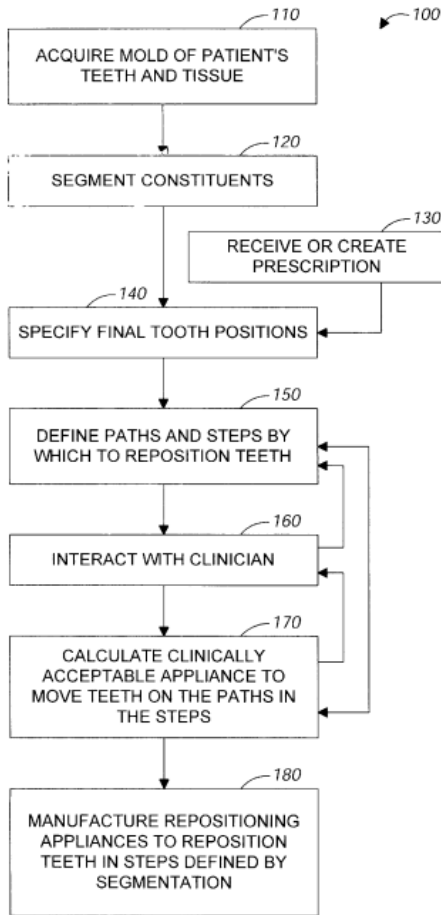 110
100
ACQUIRE MOLD OF PATIENT'S
TEETH AND TISSUE
120
SEGMENT CONSTITUENTS
130
RECEIVE OR CREATE
PRESCRIPTION
140
SPECIFY FINAL TOOTH POSITIONS
150
DEFINE PATHS AND STEPS BY
WHICH TO REPOSITION TEETH
160
INTERACT WITH CLINICIAN
170
CALCULATE CLINICALLY
ACCEPTABLE APPLIANCE TO
MOVE TEETH ON THE PATHS IN
THE STEPS
180
MANUFACTURE REPOSITIONING
APPLIANCES TO REPOSITION
TEETH IN STEPS DEFINED BY
SEGMENTATION